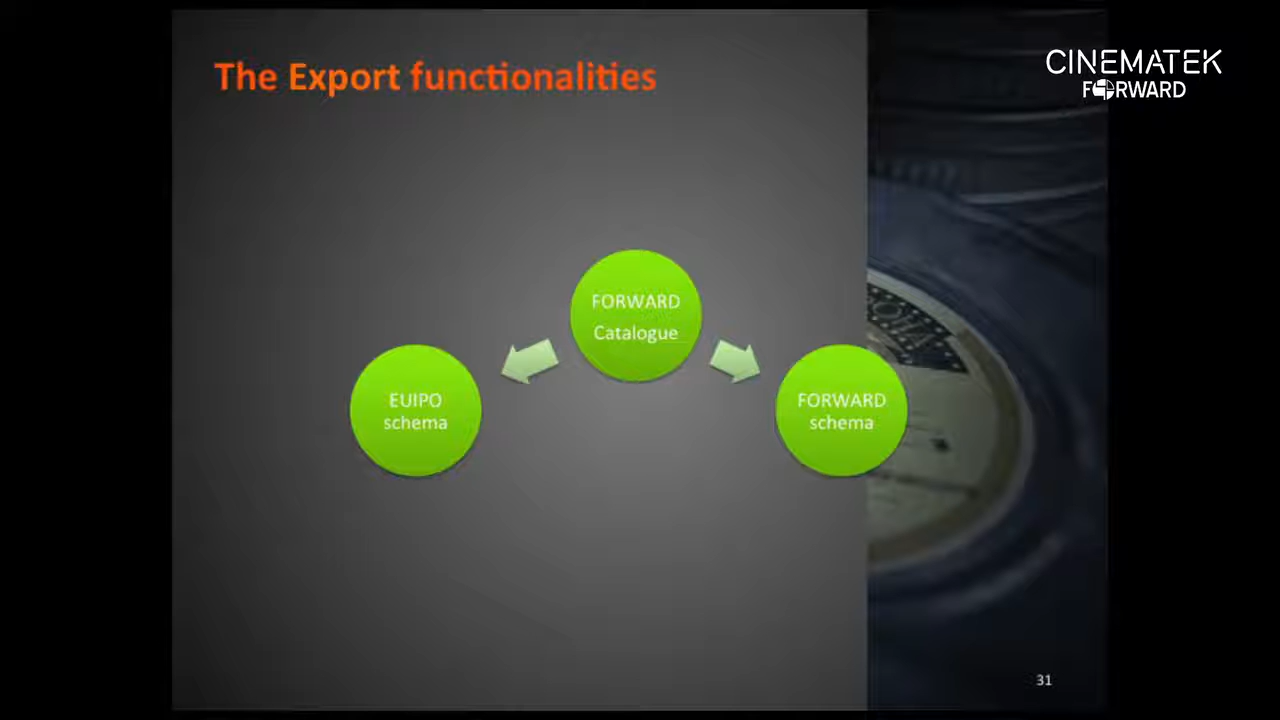 The Export functionalities
CINEMATEK
FORWARD
FORWARD
Catalogue
EUIPO
schema
FORWARD
schema
31